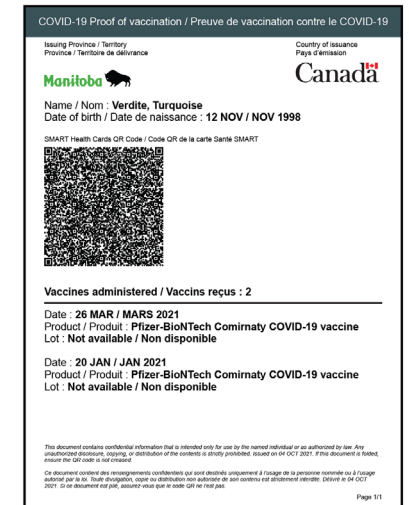 COVID-19 Proof of vaccination / Preuve de vaccination contre le COVID-19
Issuing Province / Territory
Province / Territoire de délivrance
Country of issuance
Pays d'émission
Manitoba
Canada
Name / Nom : Verdite, Turquoise
Date of birth / Date de naissance : 12 NOV / NOV 1998
SMART Health Cards QR Code / Code QR de la carte Santé SMART
Vaccines administered / Vaccins reçus : 2
Date : 26 MAR / MARS 2021
Product / Produit : Pfizer-BioNTech Comirnaty COVID-19 vaccine
Lot : Not available / Non disponible
Date : 20 JAN / JAN 2021
Product / Produit : Pfizer-BioNTech Comirnaty COVID-19 vaccine
Lot : Not available / Non disponible
This document contains confidential information that is intended only for use by the named individual or as authorized by law. Any
unauthorized disclosure, copying, or distribution of the contents is strictly prohibited. Issued on 04 OCT 2021. If this document is folded,
ensure the QR code is not creased.
Ce document contient des renseignements confidentiels qui sont destinés uniquement à l'usage de la personne nommée ou à l'usage
autorisé par la loi. Toute divulgation, copie ou distribution non autorisée de son contenu est strictement interdite. Délivré le 04 OCT
2021. Si ce document est plié, assurez-vous que le code QR ne l'est pas.
Page 1/1